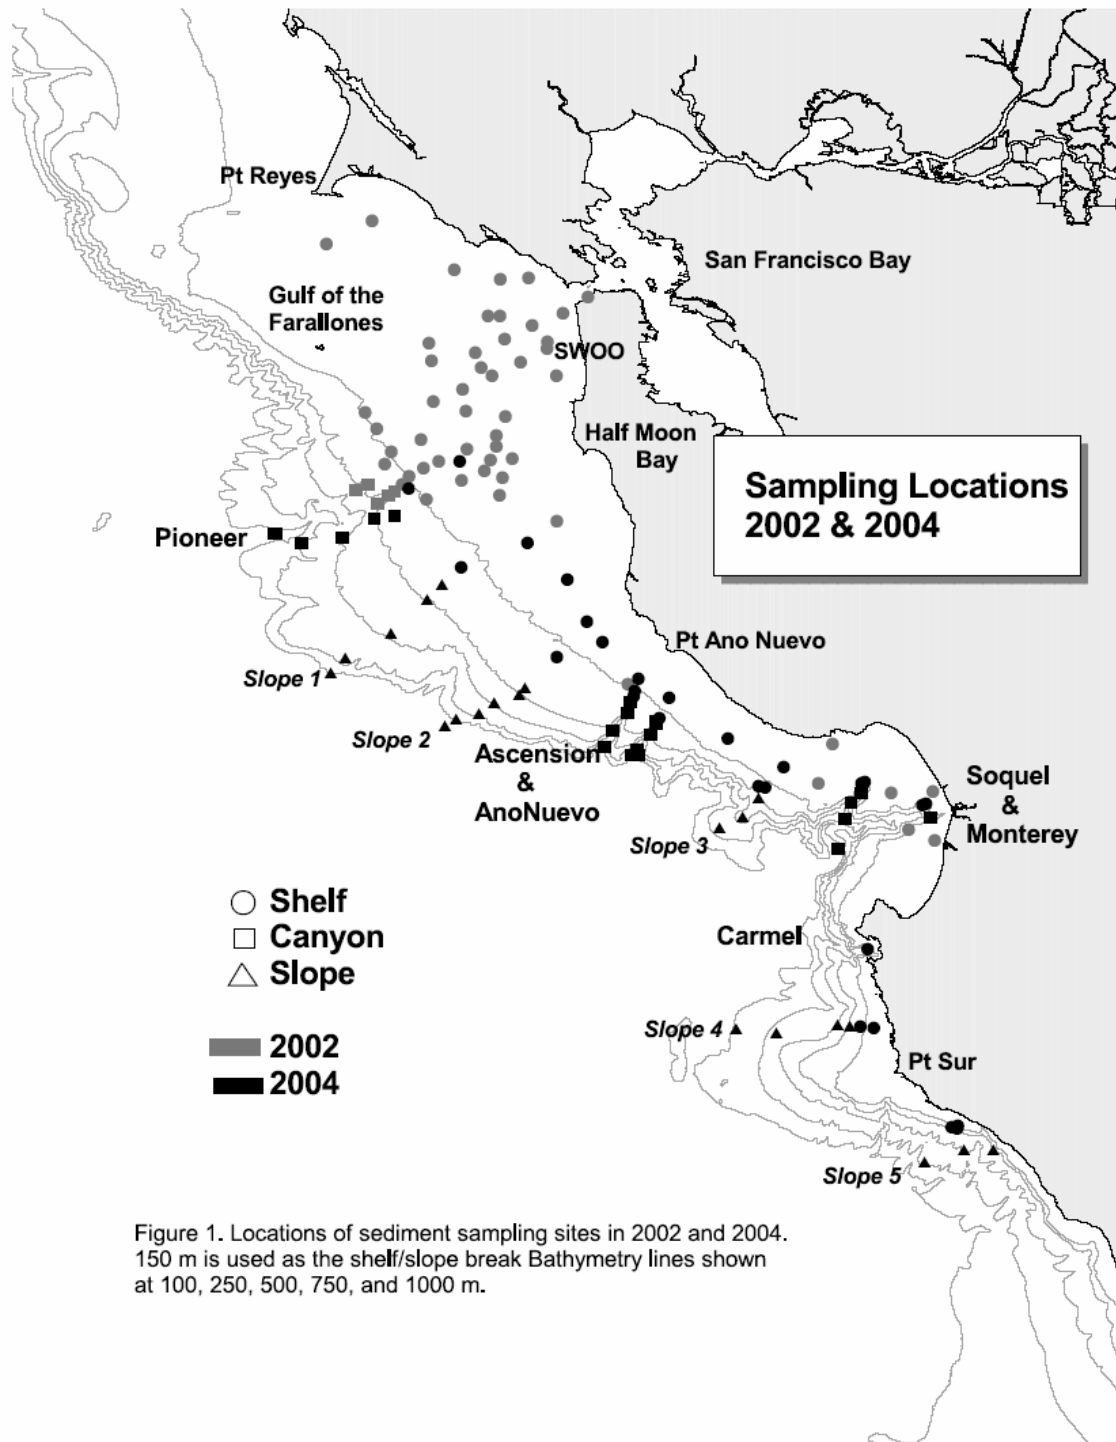 Pt Reyes
San Francisco Bay
Gulf of the
Farallones
SWOO
Half Moon
Bay
Sampling Locations
2002 & 2004
Pioneer
Pt Ano Nuevo
Slope 1
Slope 2
Ascension
&
AnoNuevo
Soquel
&
Monterey
Slope 3
Shelf
Canyon
Slope
Carmel
Slope 4
2002
2004
Pt Sur
Slope 5
Figure 1. Locations of sediment sampling sites in 2002 and 2004.
150 m is used as the shelf/slope break Bathymetry lines shown
at 100, 250, 500, 750, and 1000 m.